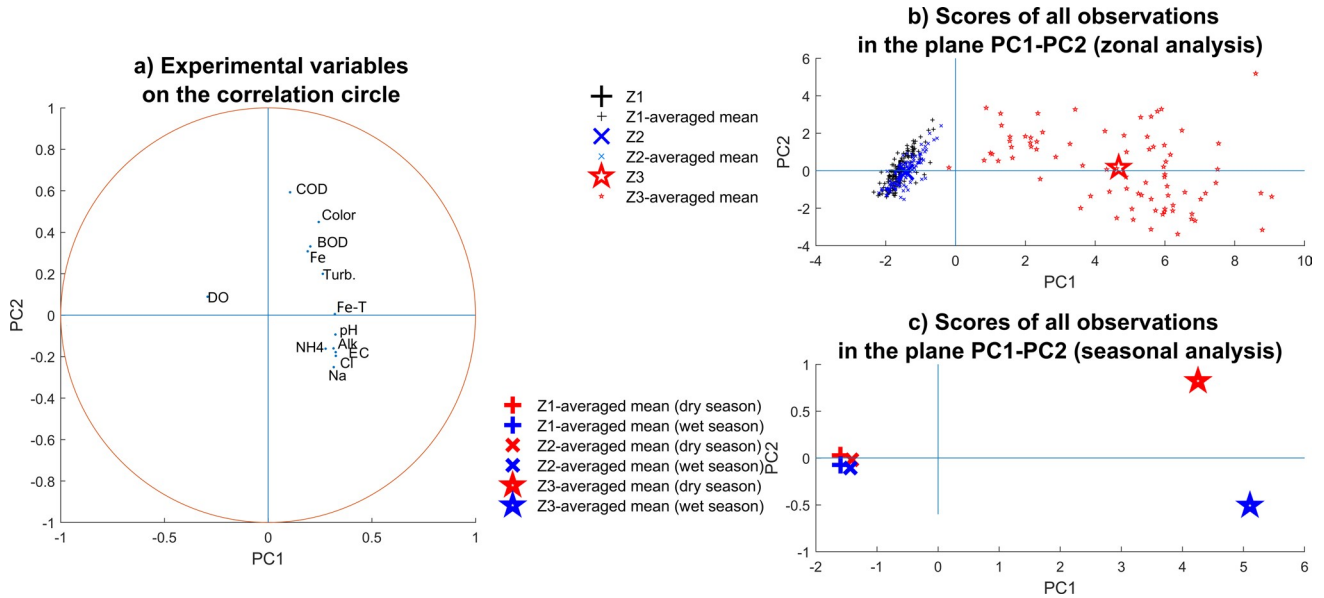 a) Experimental variables
on the correlation circle
1
0.8
0.6
0.4
0.2
0
-0.2
-0.4
-0.6
-0.8
-1
PC2
COD
Color
BOD
Fe
Turb.
DO
Fe-T
pH
Alk
NH4
EC
Cl
Na
-1
-0.5
0
0.5
1
PC1
Z1
Z1-averaged mean
Z2
Z2-averaged mean
Z3
Z3-averaged mean
b) Scores of all observations
in the plane PC1-PC2 (zonal analysis)
6
4
2
0
-2
-4
PC2
-4
-2
0
2
4
6
8
10
PC1
Z1-averaged mean (dry season)
Z1-averaged mean (wet season)
Z2-averaged mean (dry season)
Z2-averaged mean (wet season)
Z3-averaged mean (dry season)
Z3-averaged mean (wet season)
c) Scores of all observations
in the plane PC1-PC2 (seasonal analysis)
1
0.5
0
-0.5
-1
PC2
-2
-1
0
1
2
3
4
5
6
PC1